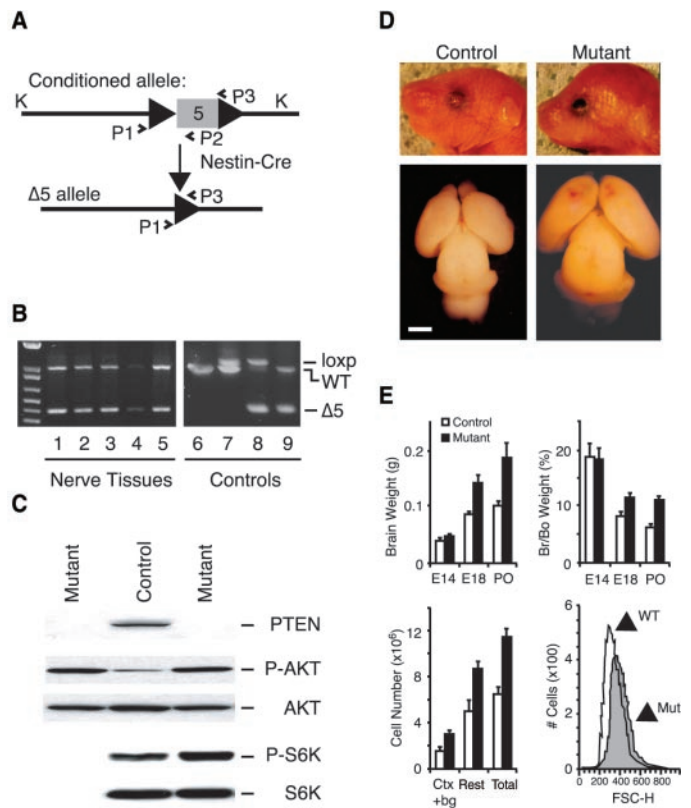 A
Conditioned allele:
K
K
5
P3
P1
P2
Nestin-Cre
Δ5 allele
P3
P1
B
loxp
WT
Δ5
1 2 3 4 5 6 7 8 9
Nerve Tissues Controls
C
Mutant Control Mutant
PTEN
P-AKT
AKT
P-S6K
S6K
D
Control Mutant
E
Control
Mutant
Brain Weight (g)
0.2
0.1
0
E14 E18 PO
Br/Bo Weight (%)
20
10
0
E14 E18 PO
Cell Number (x10⁶)
12
8
4
0
Ctx +bg Rest Total
# Cells (x100)
6
4
2
0
WT
Mut
0 200 400 600 800
FSC-H